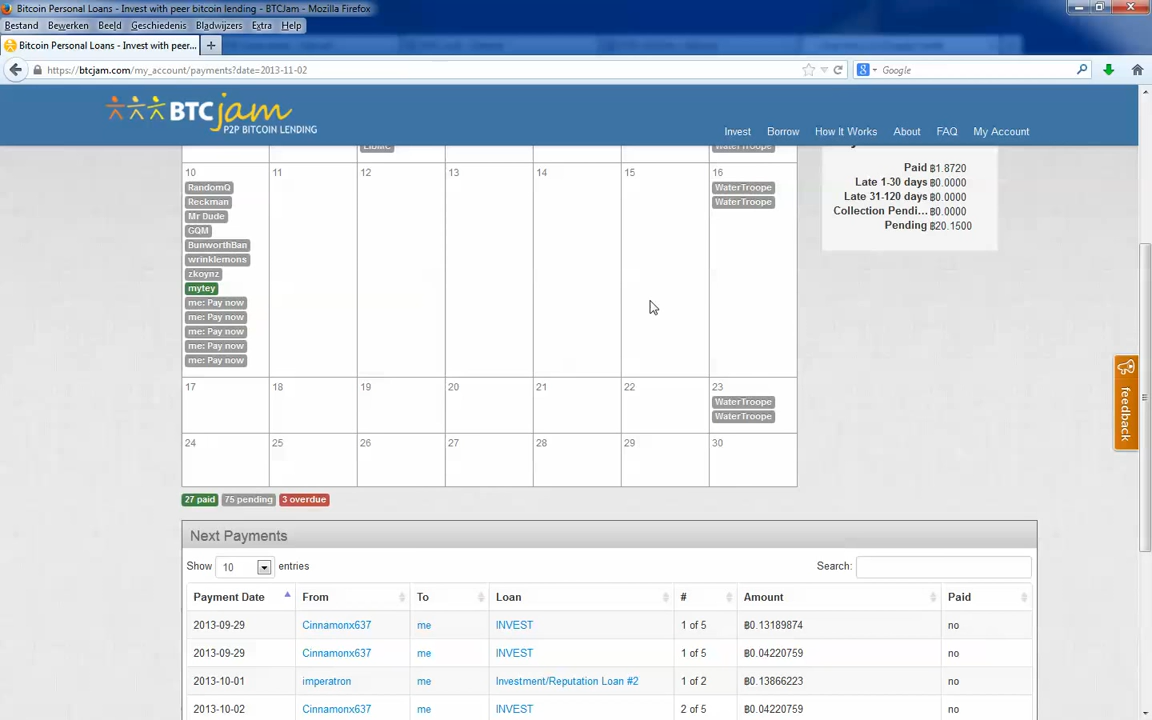 Bitcoin Personal Loans - Invest with peer bitcoin lending - BTCJam - Mozilla Firefox
Bestand Bewerken Beeld Geschiedenis Bladwijzers Extra Help
Bitcoin Personal Loans - Invest with peer... +
https://btcjam.com/my_account/payments?date=2013-11-02
8 Google
BTCjam
P2P BITCOIN LENDING
Invest Borrow How It Works About FAQ My Account
Paid ฿1.8720
Late 1-30 days ฿0.0000
Late 31-120 days ฿0.0000
Collection Pendi... ฿0.0000
Pending ฿20.1500
LibMC WaterTroope
10 11 12 13 14 15 16
RandomQ WaterTroope
Reckman WaterTroope
Mr Dude
GQM
BunworthBan
wrinklemons
zkoynz
mytey
me: Pay now
me: Pay now
me: Pay now
me: Pay now
me: Pay now
17 18 19 20 21 22 23
WaterTroope
WaterTroope
24 25 26 27 28 29 30
27 paid 75 pending 3 overdue
feedback
Next Payments
Show 10 entries Search:
Payment Date From To Loan # Amount Paid
2013-09-29 Cinnamonx637 me INVEST 1 of 5 ฿0.13189874 no
2013-09-29 Cinnamonx637 me INVEST 1 of 5 ฿0.04220759 no
2013-10-01 imperatron me Investment/Reputation Loan #2 1 of 2 ฿0.13866223 no
2013-10-02 Cinnamonx637 me INVEST 2 of 5 ฿0.04220759 no